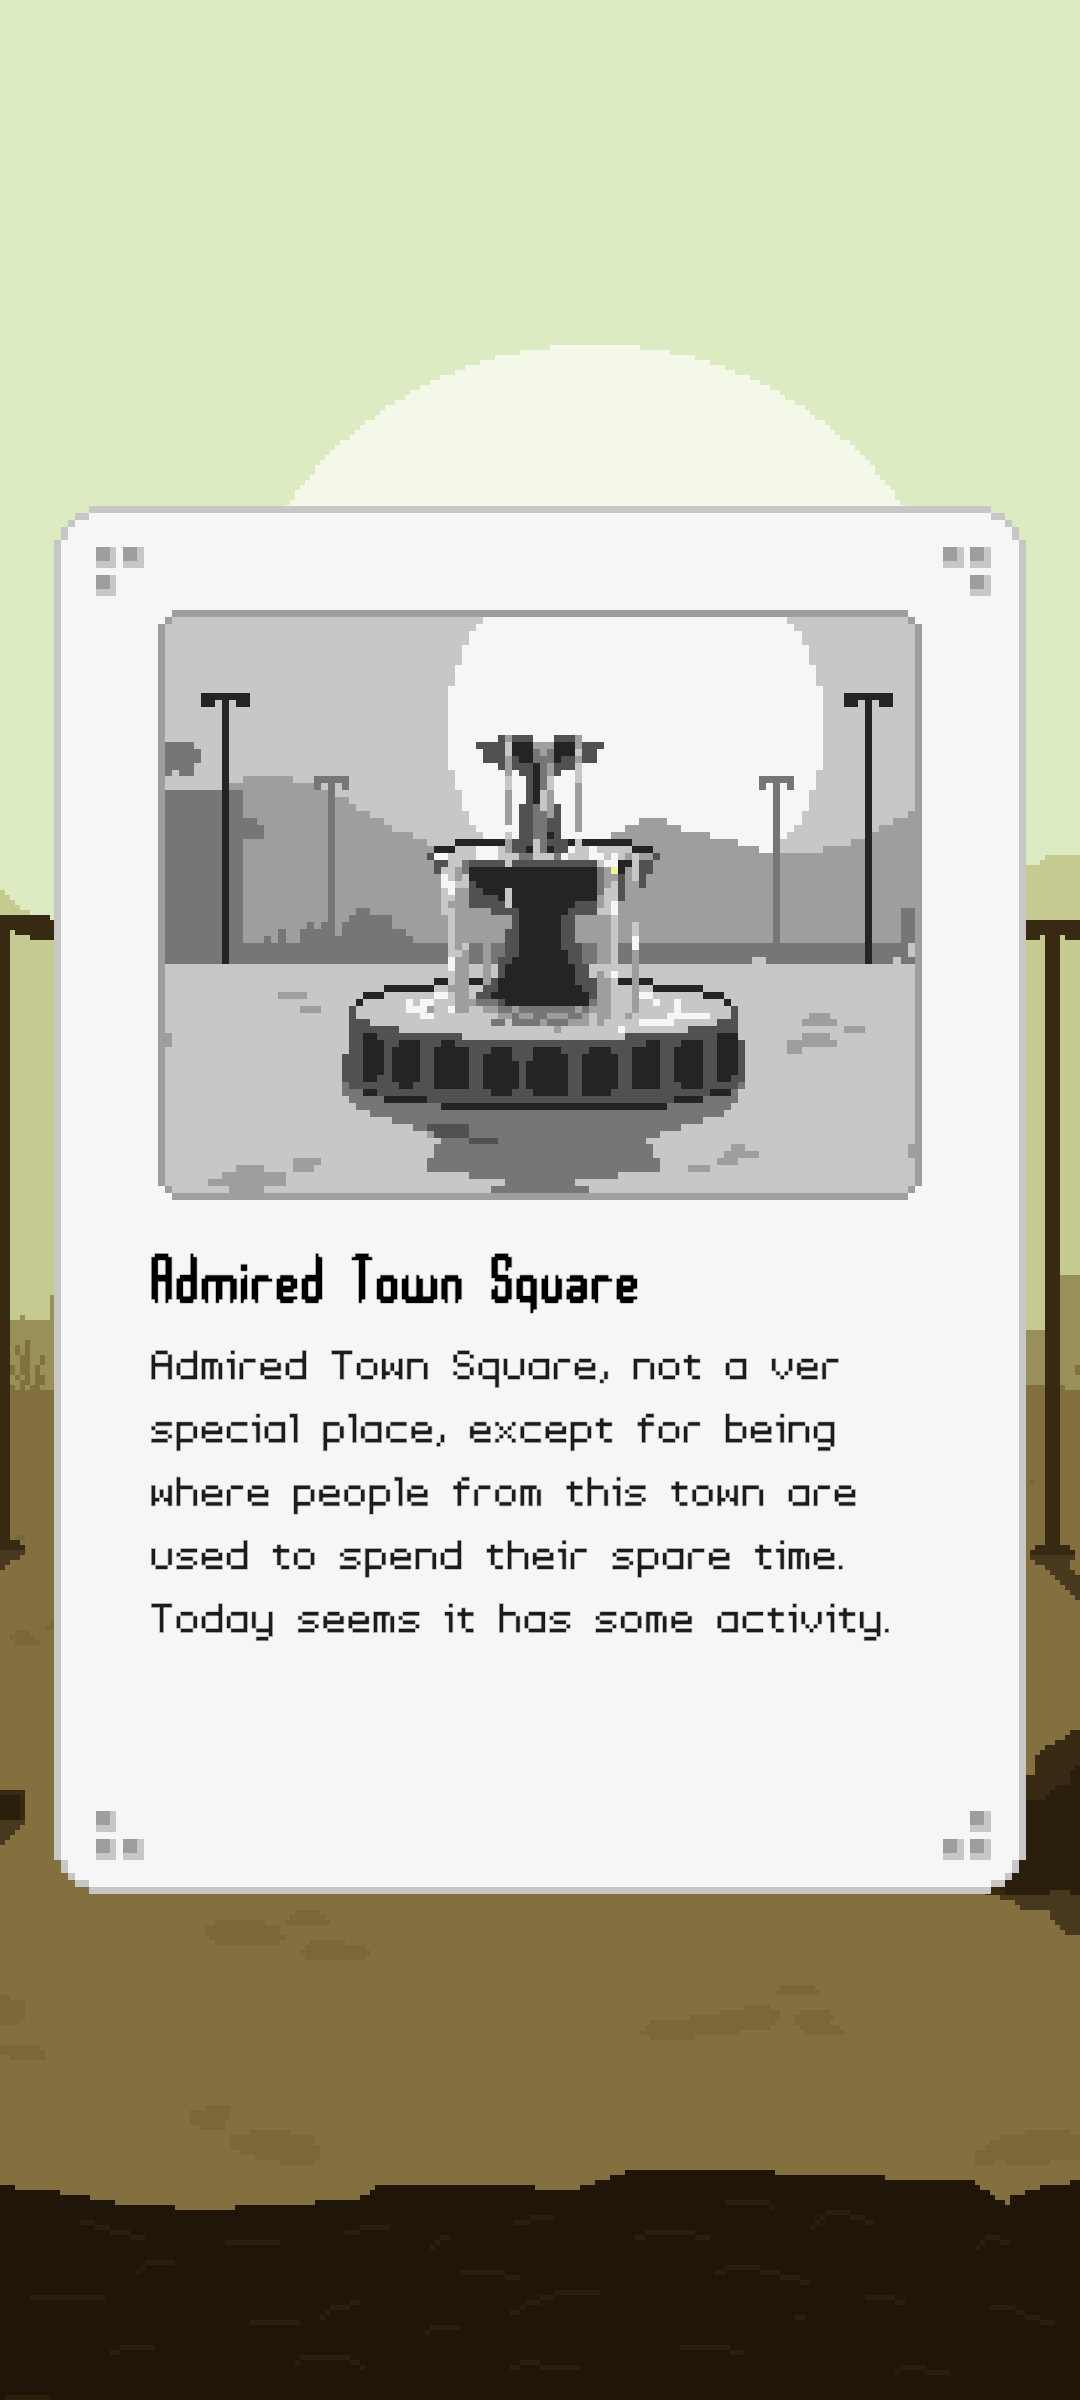 Admired Town Square
Admired Town Square, not a ver
special place, except for being
where people from this town are
used to spend their spare time.
Today seems it has some activity.